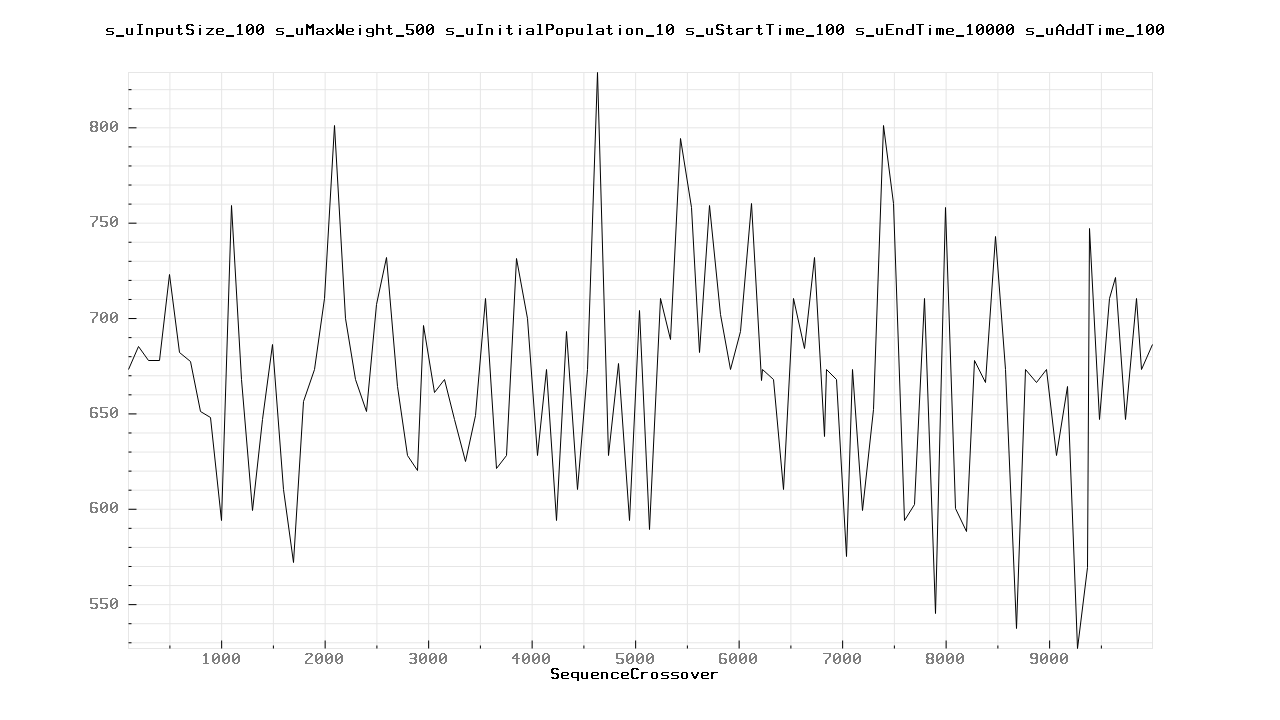 s_uInputSize_100 s_uMaxWeight_500 s_uInitialPopulation_10 s_uStartTime_100 s_uEndTime_10000 s_uAddTime_100
800
750
700
650
600
550
1000 2000 3000 4000 5000 6000 7000 8000 9000
SequenceCrossover